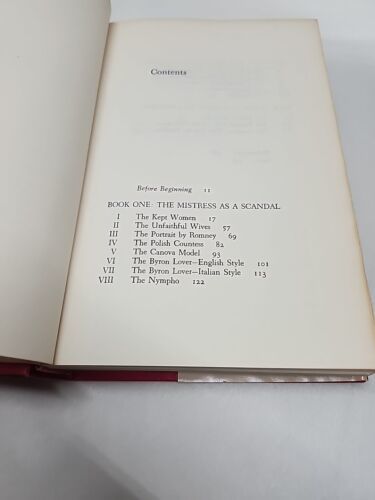 Contents
Before Beginning 11
BOOK ONE: THE MISTRESS AS A SCANDAL
I The Kept Women 17
II The Unfaithful Wives 57
III The Portrait by Romney 69
IV The Polish Countess 82
V The Canova Model 93
VI The Byron Lover—English Style 101
VII The Byron Lover—Italian Style 113
VIII The Nympho 122